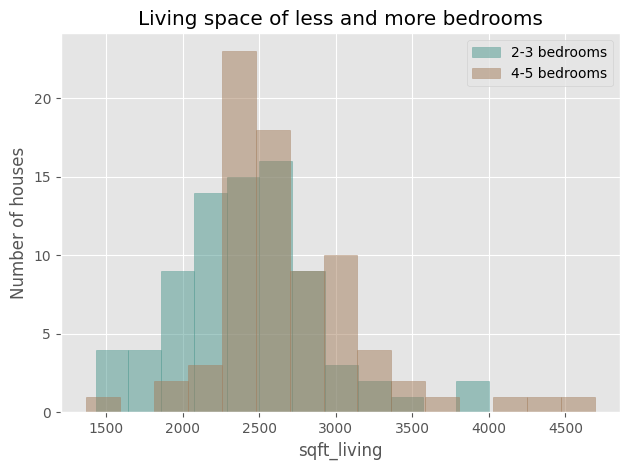 Living space of less and more bedrooms
2-3 bedrooms
4-5 bedrooms
Number of houses
20
15
10
5
0
1500 2000 2500 3000 3500 4000 4500
sqft_living